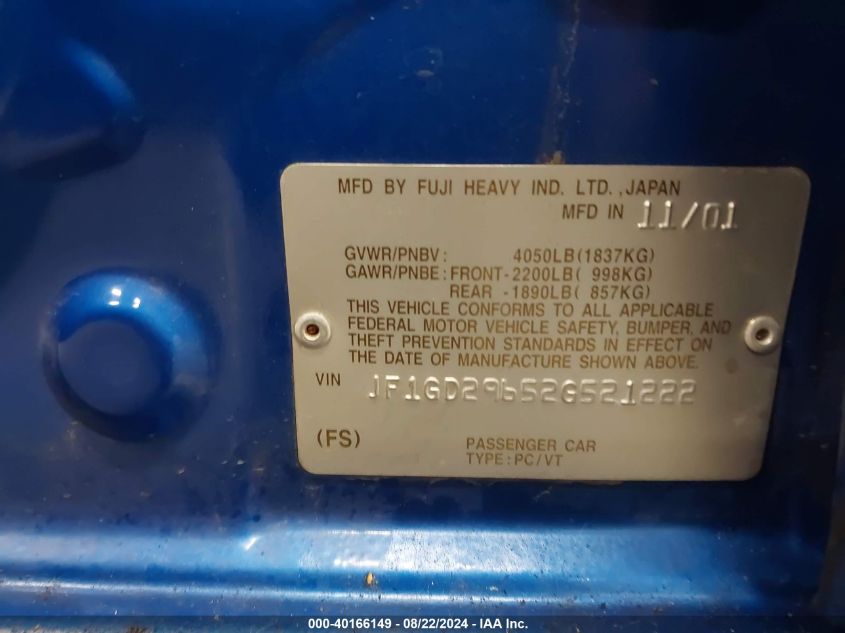 MFD BY FUJI HEAVY IND. LTD.,JAPAN
MFD IN 11/01
GVWR/PNBV: 4050LB(1837KG)
GAWR/PNBE: FRONT-2200LB( 998KG)
REAR -1890LB( 857KG)
THIS VEHICLE CONFORMS TO ALL APPLICABLE
FEDERAL MOTOR VEHICLE SAFETY, BUMPER, AND
THEFT PREVENTION STANDARDS IN EFFECT ON
THE DATE OF MANUFACTURE SHOWN ABOVE.
VIN JF1GD29652G521222
(FS) PASSENGER CAR
TYPE:PC/VT
000-40166149 - 08/22/2024 - IAA Inc.